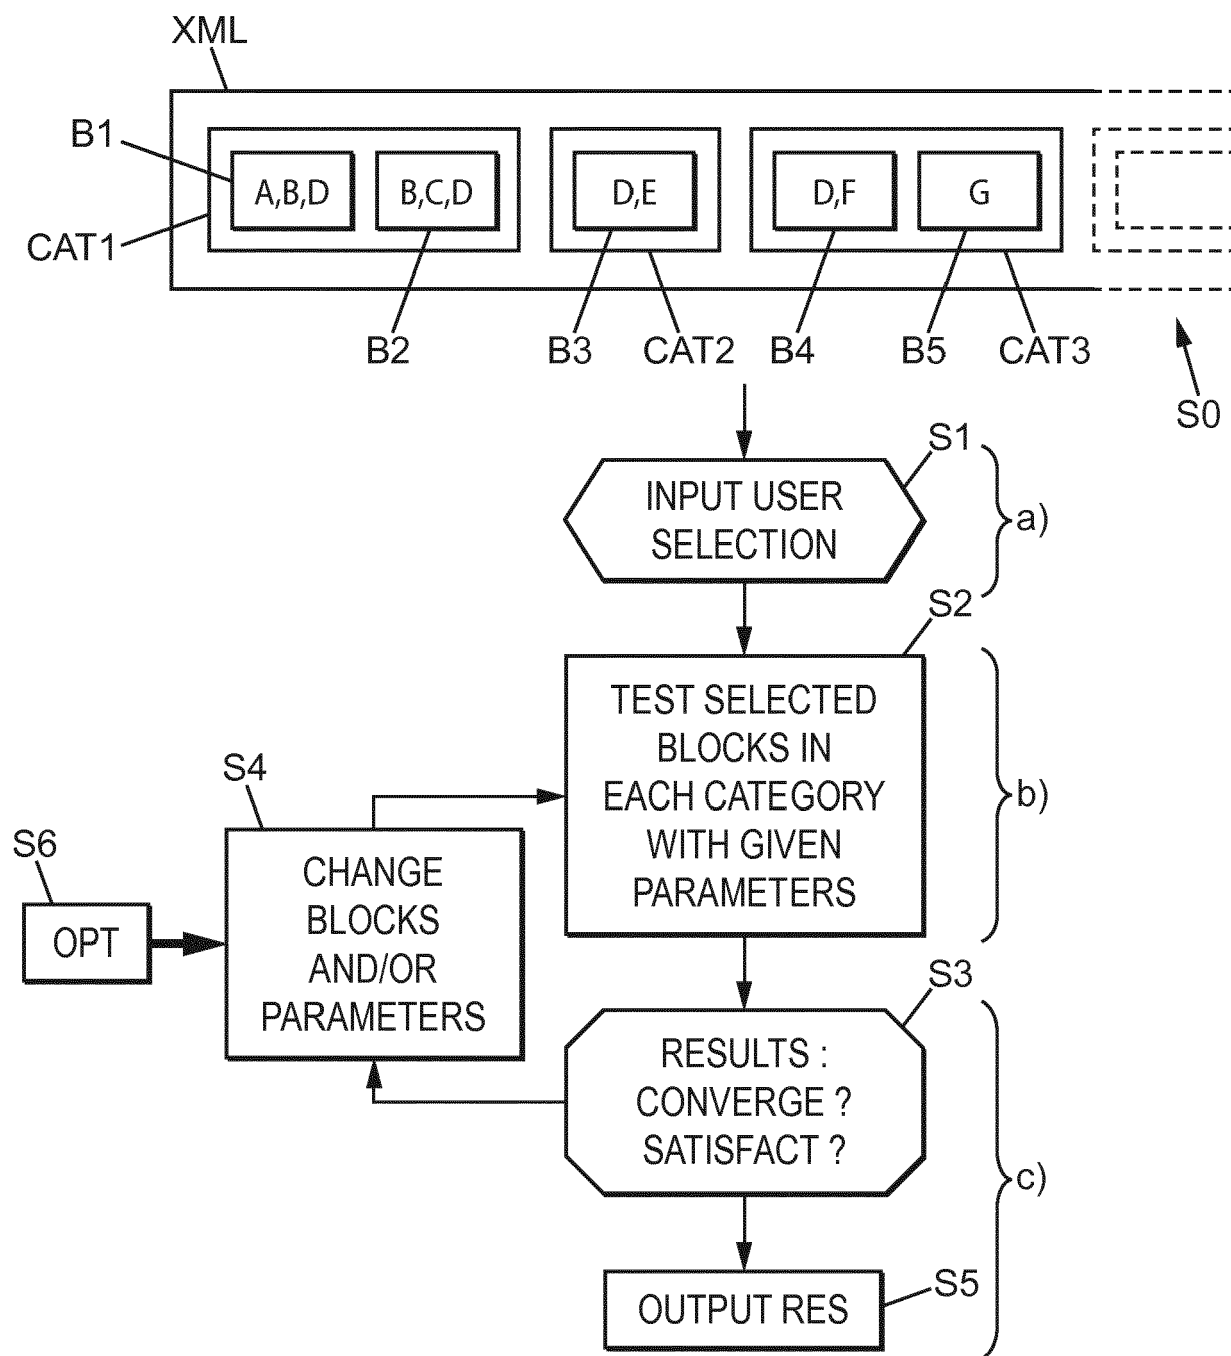 XML
B1
A,B,D
B,C,D
D,E
D,F
G
CAT1
B2
B3
CAT2
B4
B5
CAT3
S0
S1
INPUT USER
SELECTION
a)
S2
TEST SELECTED
BLOCKS IN
EACH CATEGORY
WITH GIVEN
PARAMETERS
b)
S4
CHANGE
BLOCKS
AND/OR
PARAMETERS
S6
OPT
S3
RESULTS :
CONVERGE ?
SATISFACT ?
c)
S5
OUTPUT RES